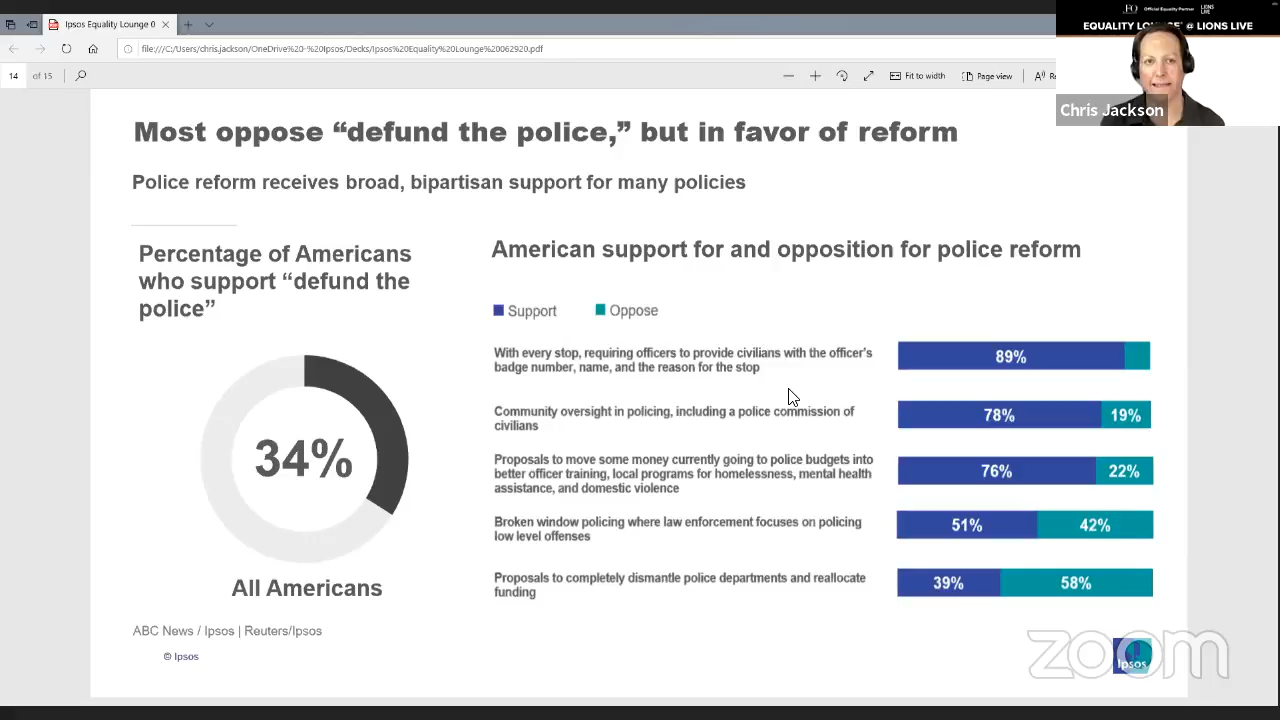 Ipsos Equality Lounge 0
file:///C:/Users/chris.jackson/OneDrive%20-%20Ipsos/Decks/Ipsos%20Equality%20Lounge%20062920.pdf
14 of 15
Fit to width
Page view
Official Equality Partner
LIONS LIVE
EQUALITY LOUNGE @ LIONS LIVE
Chris Jackson
Most oppose “defund the police,” but in favor of reform
Police reform receives broad, bipartisan support for many policies
Percentage of Americans
who support “defund the
police”
34%
All Americans
American support for and opposition for police reform
Support
Oppose
With every stop, requiring officers to provide civilians with the officer's
badge number, name, and the reason for the stop
89%
Community oversight in policing, including a police commission of
civilians
78% 19%
Proposals to move some money currently going to police budgets into
better officer training, local programs for homelessness, mental health
assistance, and domestic violence
76% 22%
Broken window policing where law enforcement focuses on policing
low level offenses
51% 42%
Proposals to completely dismantle police departments and reallocate
funding
39% 58%
ABC News / Ipsos | Reuters/Ipsos
© Ipsos
Ipsos
zoom